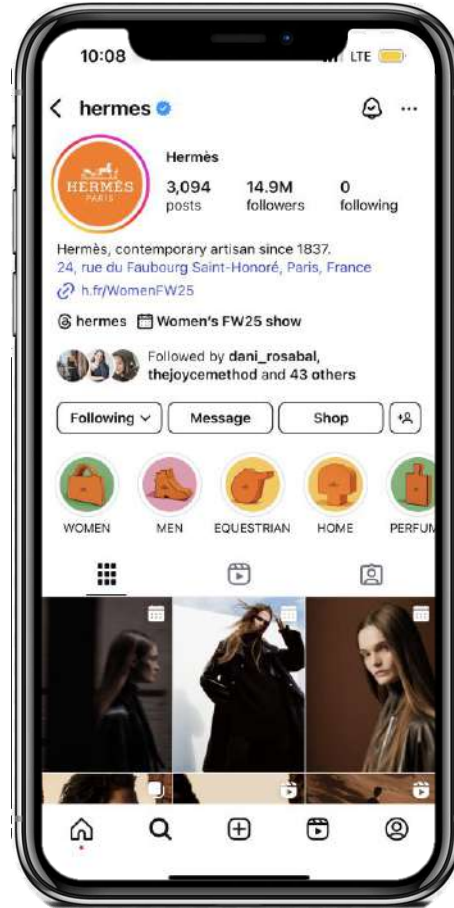 10:08
LTE
hermes
HERMÈS
PARIS
Hermès
3,094 14.9M 0
posts followers following
Hermès, contemporary artisan since 1837.
24, rue du Faubourg Saint-Honoré, Paris, France
h.fr/WomenFW25
hermes Women's FW25 show
Followed by dani_rosabal,
thejoycemethod and 43 others
Following Message Shop
WOMEN MEN EQUESTRIAN HOME PERFUM